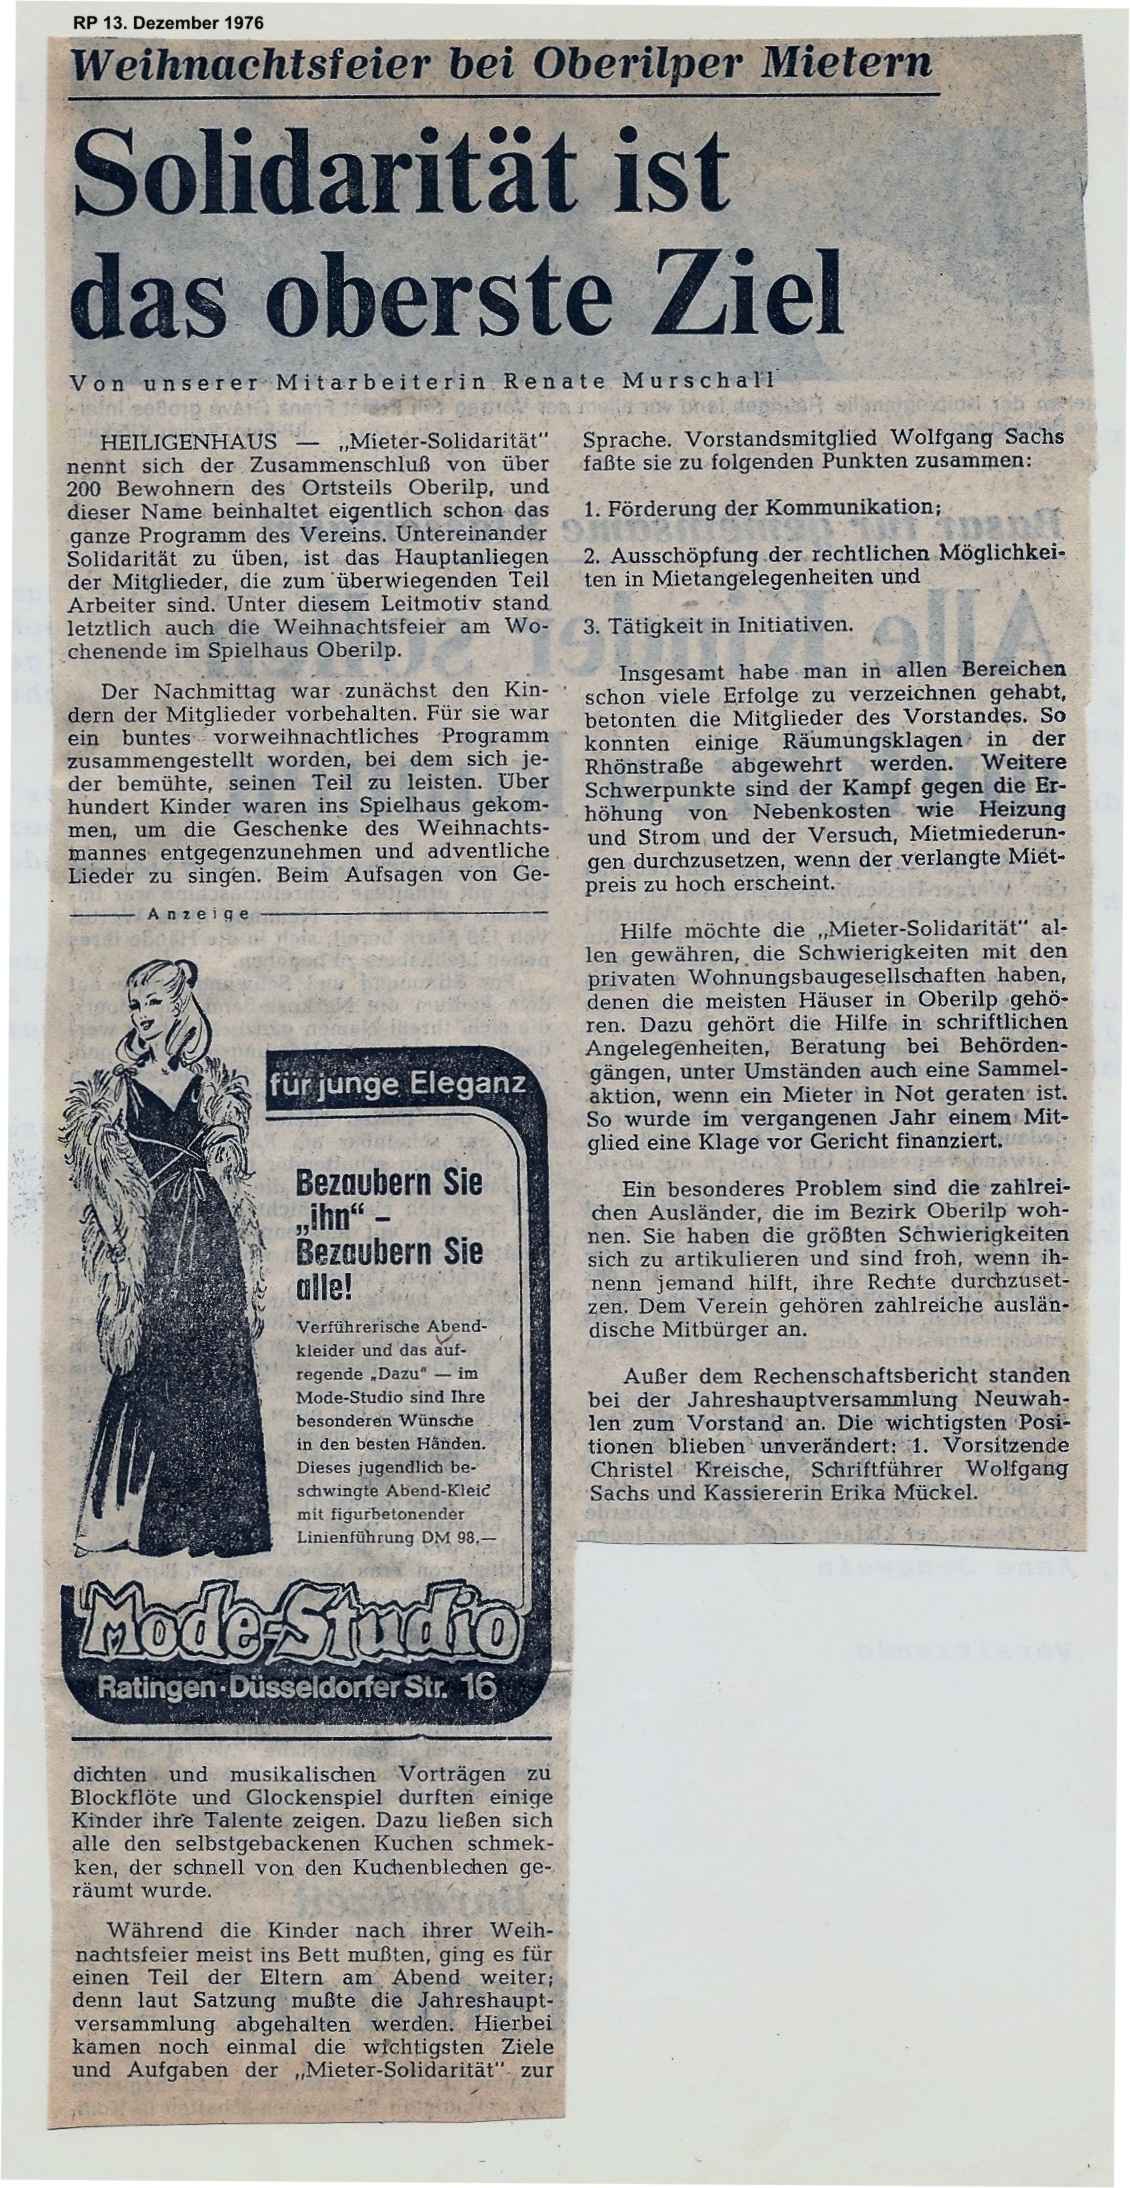 RP 13. Dezember 1976
Weihnachtsfeier bei Oberilper Mietern
Solidarität ist
das oberste Ziel
Von unserer Mitarbeiterin Renate Murschall
HEILIGENHAUS — „Mieter-Solidarität"
nennt sich der Zusammenschluß von über
200 Bewohnern des Ortsteils Oberilp, und
dieser Name beinhaltet eigentlich schon das
ganze Programm des Vereins. Untereinander
Solidarität zu üben, ist das Hauptanliegen
der Mitglieder, die zum überwiegenden Teil
Arbeiter sind. Unter diesem Leitmotiv stand
letztlich auch die Weihnachtsfeier am Wo-
chenende im Spielhaus Oberilp.
Der Nachmittag war zunächst den Kin-
dern der Mitglieder vorbehalten. Für sie war
ein buntes vorweihnachtliches Programm
zusammengestellt worden, bei dem sich je-
der bemühte, seinen Teil zu leisten. Über
hundert Kinder waren ins Spielhaus gekom-
men, um die Geschenke des Weihnachts-
mannes entgegenzunehmen und adventliche
Lieder zu singen. Beim Aufsagen von Ge-
Anzeige
für junge Eleganz
Bezaubern Sie
„ihn" –
Bezaubern Sie
alle!
Verführerische Abend-
kleider und das auf-
regende „Dazu" — im
Mode-Studio sind Ihre
besonderen Wünsche
in den besten Händen.
Dieses jugendlich be-
schwingte Abend-Kleid
mit figurbetonender
Linienführung DM 98,—
Mode-Studio
Ratingen · Düsseldorfer Str. 16
dichten und musikalischen Vorträgen zu
Blockflöte und Glockenspiel durften einige
Kinder ihre Talente zeigen. Dazu ließen sich
alle den selbstgebackenen Kuchen schmek-
ken, der schnell von den Kuchenblechen ge-
räumt wurde.
Während die Kinder nach ihrer Weih-
nachtsfeier meist ins Bett mußten, ging es für
einen Teil der Eltern am Abend weiter;
denn laut Satzung mußte die Jahreshaupt-
versammlung abgehalten werden. Hierbei
kamen noch einmal die wichtigsten Ziele
und Aufgaben der „Mieter-Solidarität" zur
Sprache. Vorstandsmitglied Wolfgang Sachs
faßte sie zu folgenden Punkten zusammen:
1. Förderung der Kommunikation;
2. Ausschöpfung der rechtlichen Möglichkei-
ten in Mietangelegenheiten und
3. Tätigkeit in Initiativen.
Insgesamt habe man in allen Bereichen
schon viele Erfolge zu verzeichnen gehabt,
betonten die Mitglieder des Vorstandes. So
konnten einige Räumungsklagen in der
Rhönstraße abgewehrt werden. Weitere
Schwerpunkte sind der Kampf gegen die Er-
höhung von Nebenkosten wie Heizung
und Strom und der Versuch, Mietmiederun-
gen durchzusetzen, wenn der verlangte Miet-
preis zu hoch erscheint.
Hilfe möchte die „Mieter-Solidarität" al-
len gewähren, die Schwierigkeiten mit den
privaten Wohnungsbaugesellschaften haben,
denen die meisten Häuser in Oberilp gehö-
ren. Dazu gehört die Hilfe in schriftlichen
Angelegenheiten, Beratung bei Behörden-
gängen, unter Umständen auch eine Sammel-
aktion, wenn ein Mieter in Not geraten ist.
So wurde im vergangenen Jahr einem Mit-
glied eine Klage vor Gericht finanziert.
Ein besonderes Problem sind die zahlrei-
chen Ausländer, die im Bezirk Oberilp woh-
nen. Sie haben die größten Schwierigkeiten
sich zu artikulieren und sind froh, wenn ih-
nenn jemand hilft, ihre Rechte durchzuset-
zen. Dem Verein gehören zahlreiche auslän-
dische Mitbürger an.
Außer dem Rechenschaftsbericht standen
bei der Jahreshauptversammlung Neuwah-
len zum Vorstand an. Die wichtigsten Posi-
tionen blieben unverändert: 1. Vorsitzende
Christel Kreische, Schriftführer Wolfgang
Sachs und Kassiererin Erika Mückel.